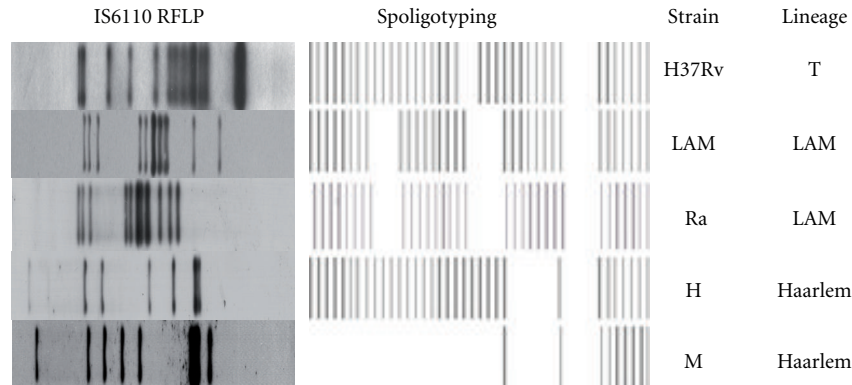 IS6110 RFLP Spoligotyping Strain Lineage
H37Rv T
LAM LAM
Ra LAM
H Haarlem
M Haarlem